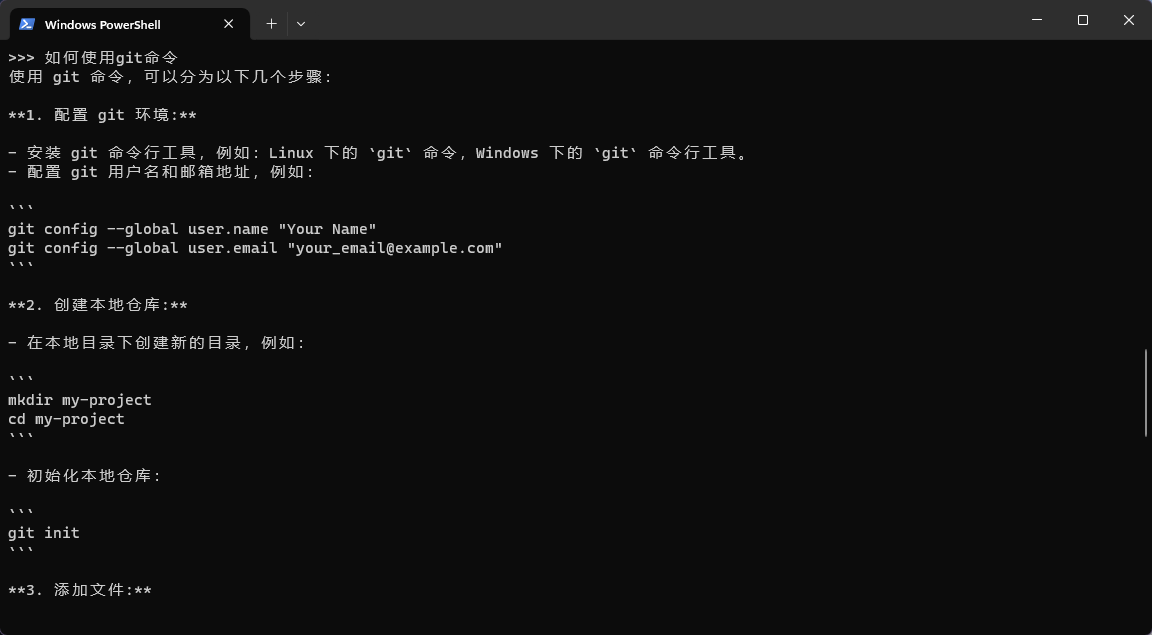 Windows PowerShell
>>> 如何使用git命令
使用 git 命令，可以分为以下几个步骤：
**1. 配置 git 环境:**
- 安装 git 命令行工具，例如：Linux 下的 `git` 命令，Windows 下的 `git` 命令行工具。
- 配置 git 用户名和邮箱地址，例如：
```
git config --global user.name "Your Name"
git config --global user.email "your_email@example.com"
```
**2. 创建本地仓库:**
- 在本地目录下创建新的目录，例如：
```
mkdir my-project
cd my-project
```
- 初始化本地仓库：
```
git init
```
**3. 添加文件:**